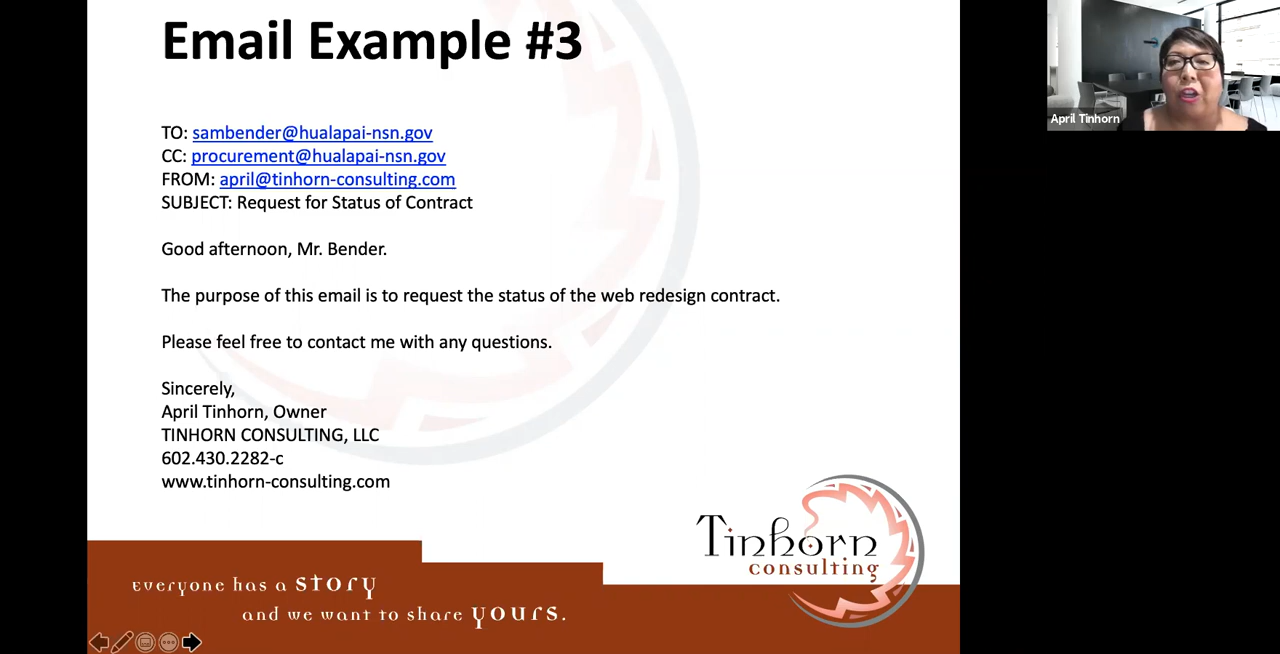 Email Example #3
TO: sambender@hualapai-nsn.gov
CC: procurement@hualapai-nsn.gov
FROM: april@tinhorn-consulting.com
SUBJECT: Request for Status of Contract
Good afternoon, Mr. Bender.
The purpose of this email is to request the status of the web redesign contract.
Please feel free to contact me with any questions.
Sincerely,
April Tinhorn, Owner
TINHORN CONSULTING, LLC
602.430.2282-c
www.tinhorn-consulting.com
Tinhorn
consulting
everyone has a story
and we want to share yours.
April Tinhorn